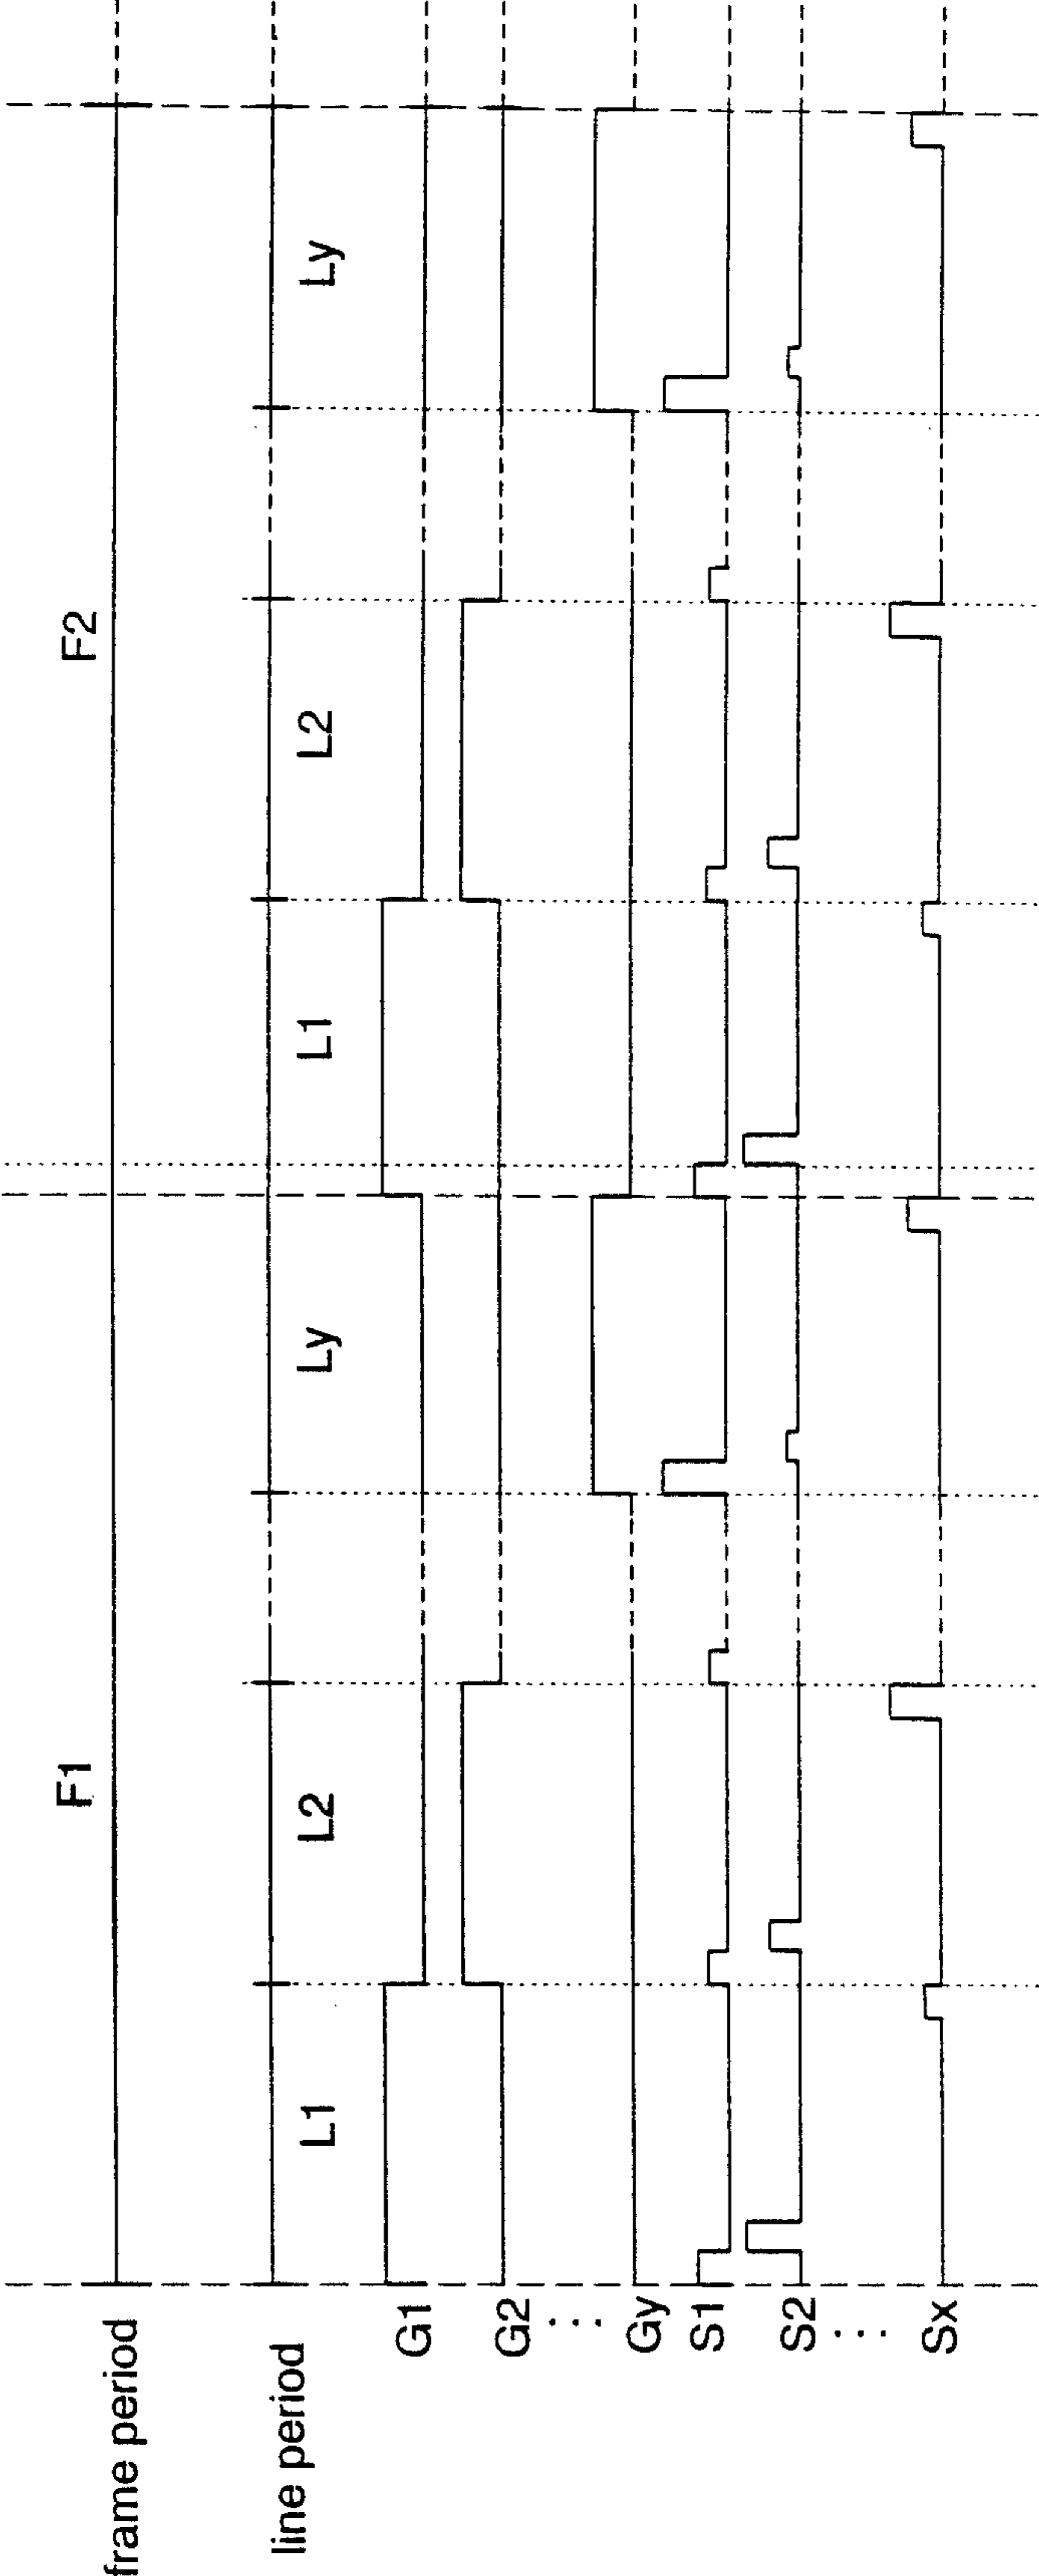 frame period
F1
F2
line period
L1
L2
Ly
L1
L2
Ly
G1
G2
Gy
S1
S2
Sx